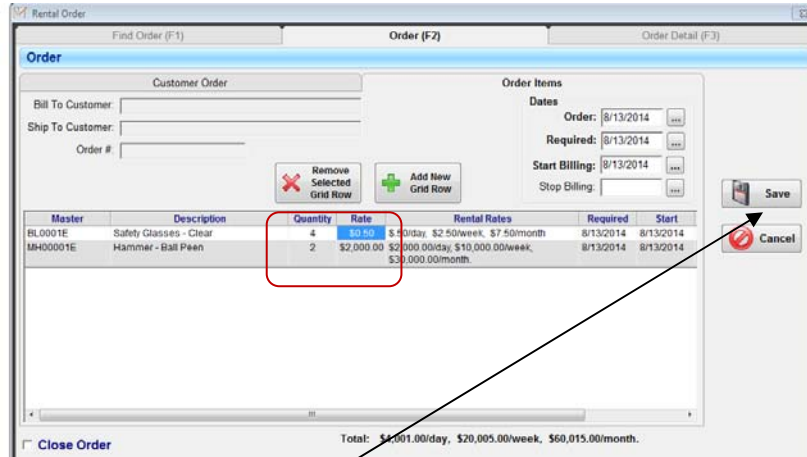 Rental Order
Find Order (F1) Order (F2) Order Detail (F3)
Order
Customer Order Order Items
Bill To Customer:
Ship To Customer:
Order #:
Dates
Order: 8/13/2014 ...
Required: 8/13/2014 ...
Start Billing: 8/13/2014 ...
Stop Billing: ...
Remove
Selected
Grid Row
Add New
Grid Row
Save
Cancel
Master Description Quantity Rate Rental Rates Required Start
BL0001E Safety Glasses - Clear 4 $0.50 $.50/day, $2.50/week, $7.50/month 8/13/2014 8/13/2014
MH00001E Hammer - Ball Peen 2 $2,000.00 $2,000.00/day, $10,000.00/week, 8/13/2014 8/13/2014
$30,000.00/month.
Close Order
Total: $4,001.00/day, $20,005.00/week, $60,015.00/month.